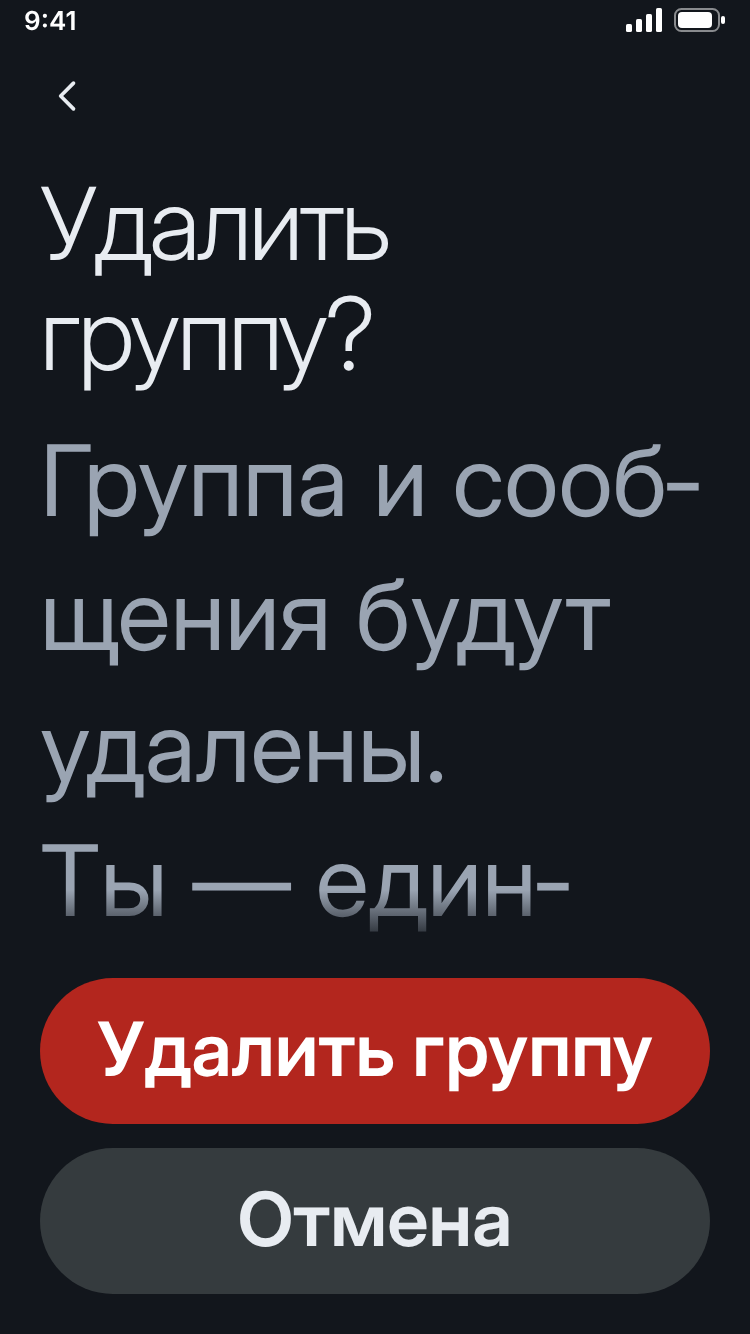 9:41
Удалить
группу?
Группа и сооб-
щения будут
удалены.
Ты — един-
Удалить группу
Отмена